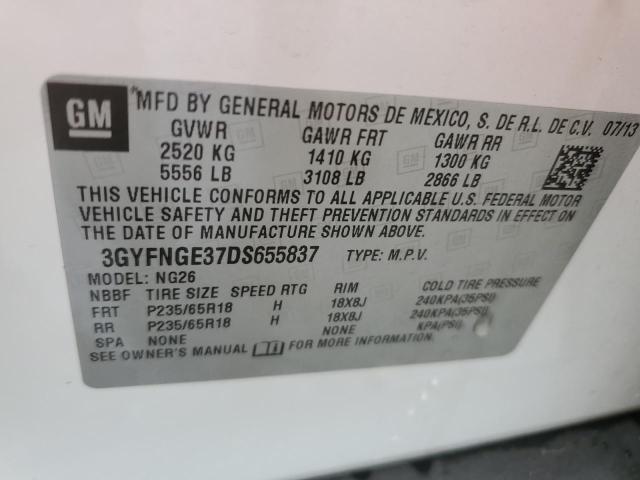 GM
*MFD BY GENERAL MOTORS DE MEXICO, S. DE R.L. DE C.V. 07/13
GVWR GAWR FRT GAWR RR
2520 KG 1410 KG 1300 KG
5556 LB 3108 LB 2866 LB
THIS VEHICLE CONFORMS TO ALL APPLICABLE U.S. FEDERAL MOTOR
VEHICLE SAFETY AND THEFT PREVENTION STANDARDS IN EFFECT ON
THE DATE OF MANUFACTURE SHOWN ABOVE.
3GYFNGE37DS655837 TYPE: M.P.V.
MODEL: NG26
NBBF TIRE SIZE SPEED RTG RIM COLD TIRE PRESSURE
FRT P235/65R18 H 18X8J 240KPA(35PSI)
RR P235/65R18 H 18X8J 240KPA(35PSI)
SPA NONE NONE KPA(PSI)
SEE OWNER'S MANUAL FOR MORE INFORMATION.